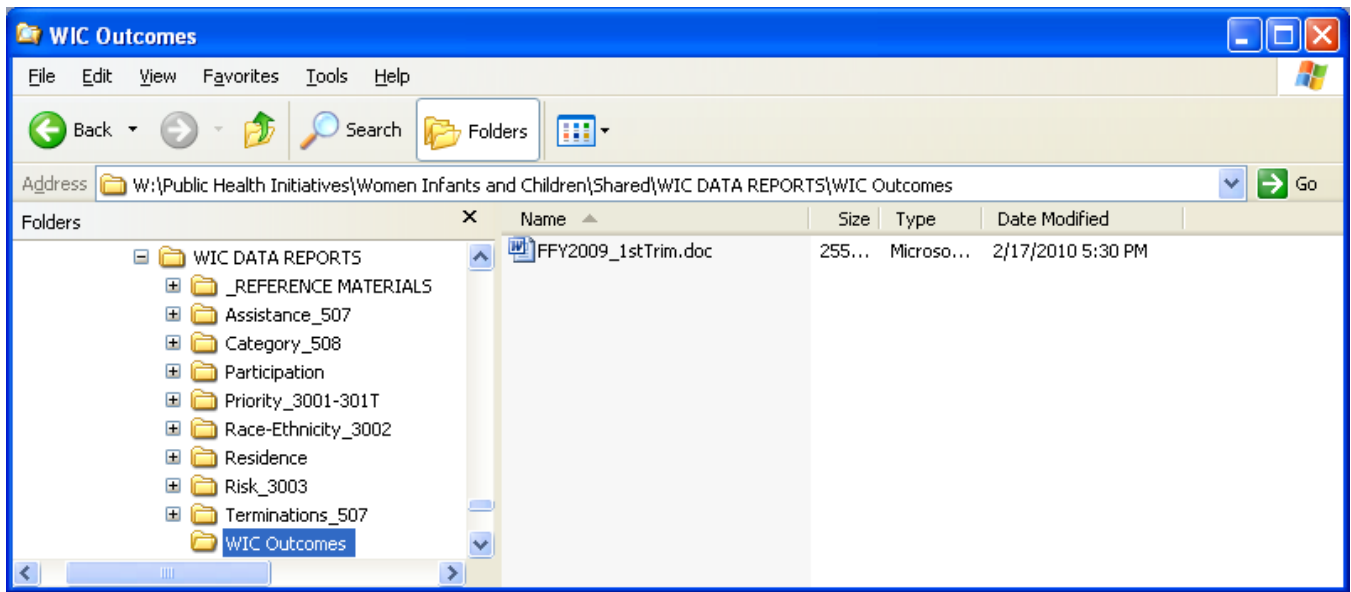 WIC Outcomes
File Edit View Favorites Tools Help
Back Search Folders
Address W:\Public Health Initiatives\Women Infants and Children\Shared\WIC DATA REPORTS\WIC Outcomes Go
Folders Name Size Type Date Modified
WIC DATA REPORTS FFY2009_1stTrim.doc 255... Microso... 2/17/2010 5:30 PM
_REFERENCE MATERIALS
Assistance_507
Category_508
Participation
Priority_3001-301T
Race-Ethnicity_3002
Residence
Risk_3003
Terminations_507
WIC Outcomes